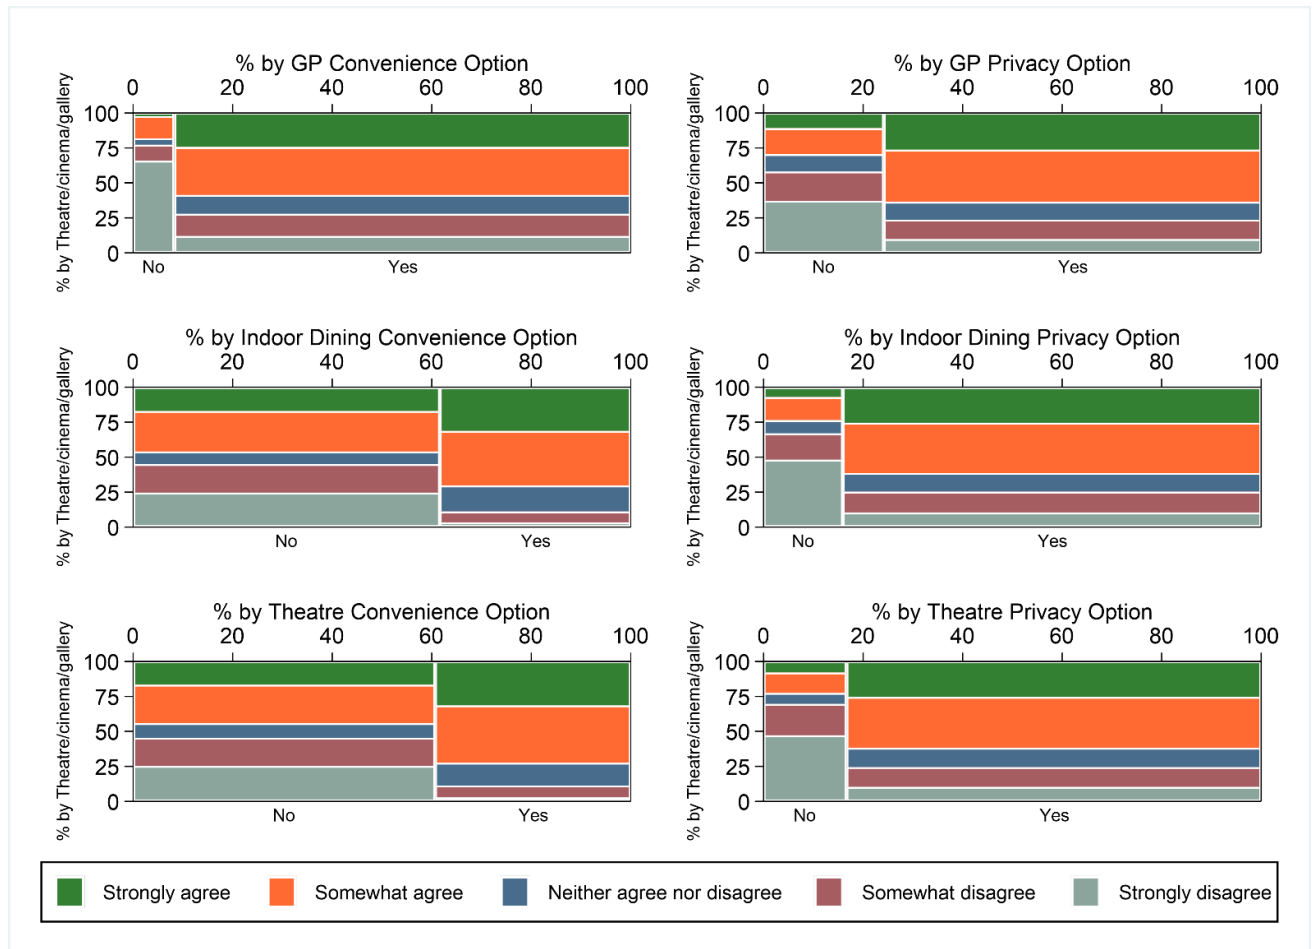 % by GP Convenience Option
0 20 40 60 80 100
% by Theatre/cinema/gallery
100
75
50
25
0
No Yes
% by GP Privacy Option
0 20 40 60 80 100
% by Theatre/cinema/gallery
100
75
50
25
0
No Yes
% by Indoor Dining Convenience Option
0 20 40 60 80 100
% by Theatre/cinema/gallery
100
75
50
25
0
No Yes
% by Indoor Dining Privacy Option
0 20 40 60 80 100
% by Theatre/cinema/gallery
100
75
50
25
0
No Yes
% by Theatre Convenience Option
0 20 40 60 80 100
% by Theatre/cinema/gallery
100
75
50
25
0
No Yes
% by Theatre Privacy Option
0 20 40 60 80 100
% by Theatre/cinema/gallery
100
75
50
25
0
No Yes
Strongly agree Somewhat agree Neither agree nor disagree Somewhat disagree Strongly disagree